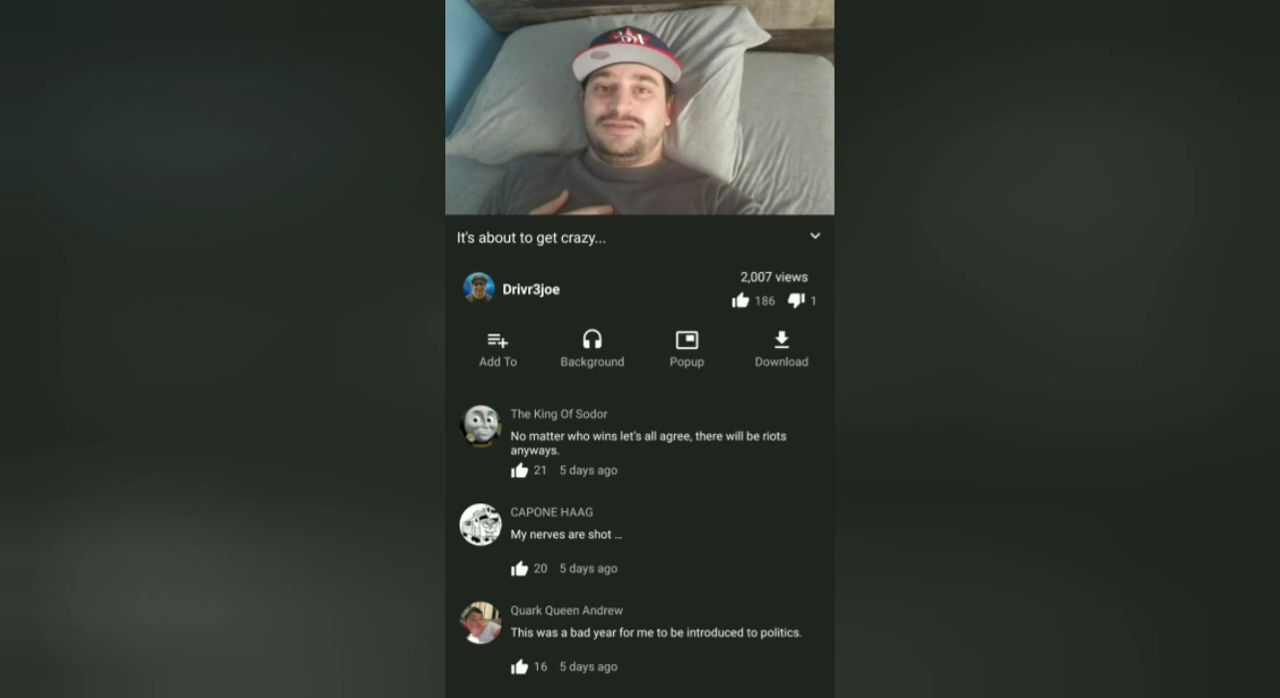 It's about to get crazy...
Drivr3joe
2,007 views
186
1
Add To
Background
Popup
Download
The King Of Sodor
No matter who wins let's all agree, there will be riots
anyways.
21 5 days ago
CAPONE HAAG
My nerves are shot ...
20 5 days ago
Quark Queen Andrew
This was a bad year for me to be introduced to politics.
16 5 days ago